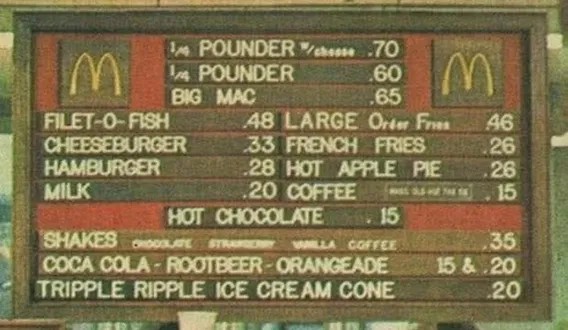 1/4 POUNDER W/cheese .70
1/4 POUNDER .60
BIG MAC .65
FILET-O-FISH .48 LARGE Order Fries .46
CHEESEBURGER .33 FRENCH FRIES .26
HAMBURGER .28 HOT APPLE PIE .26
MILK .20 COFFEE .15
HOT CHOCOLATE .15
SHAKES CHOCOLATE STRAWBERRY VANILLA COFFEE .35
COCA COLA - ROOTBEER - ORANGEADE 15 & .20
TRIPPLE RIPPLE ICE CREAM CONE .20